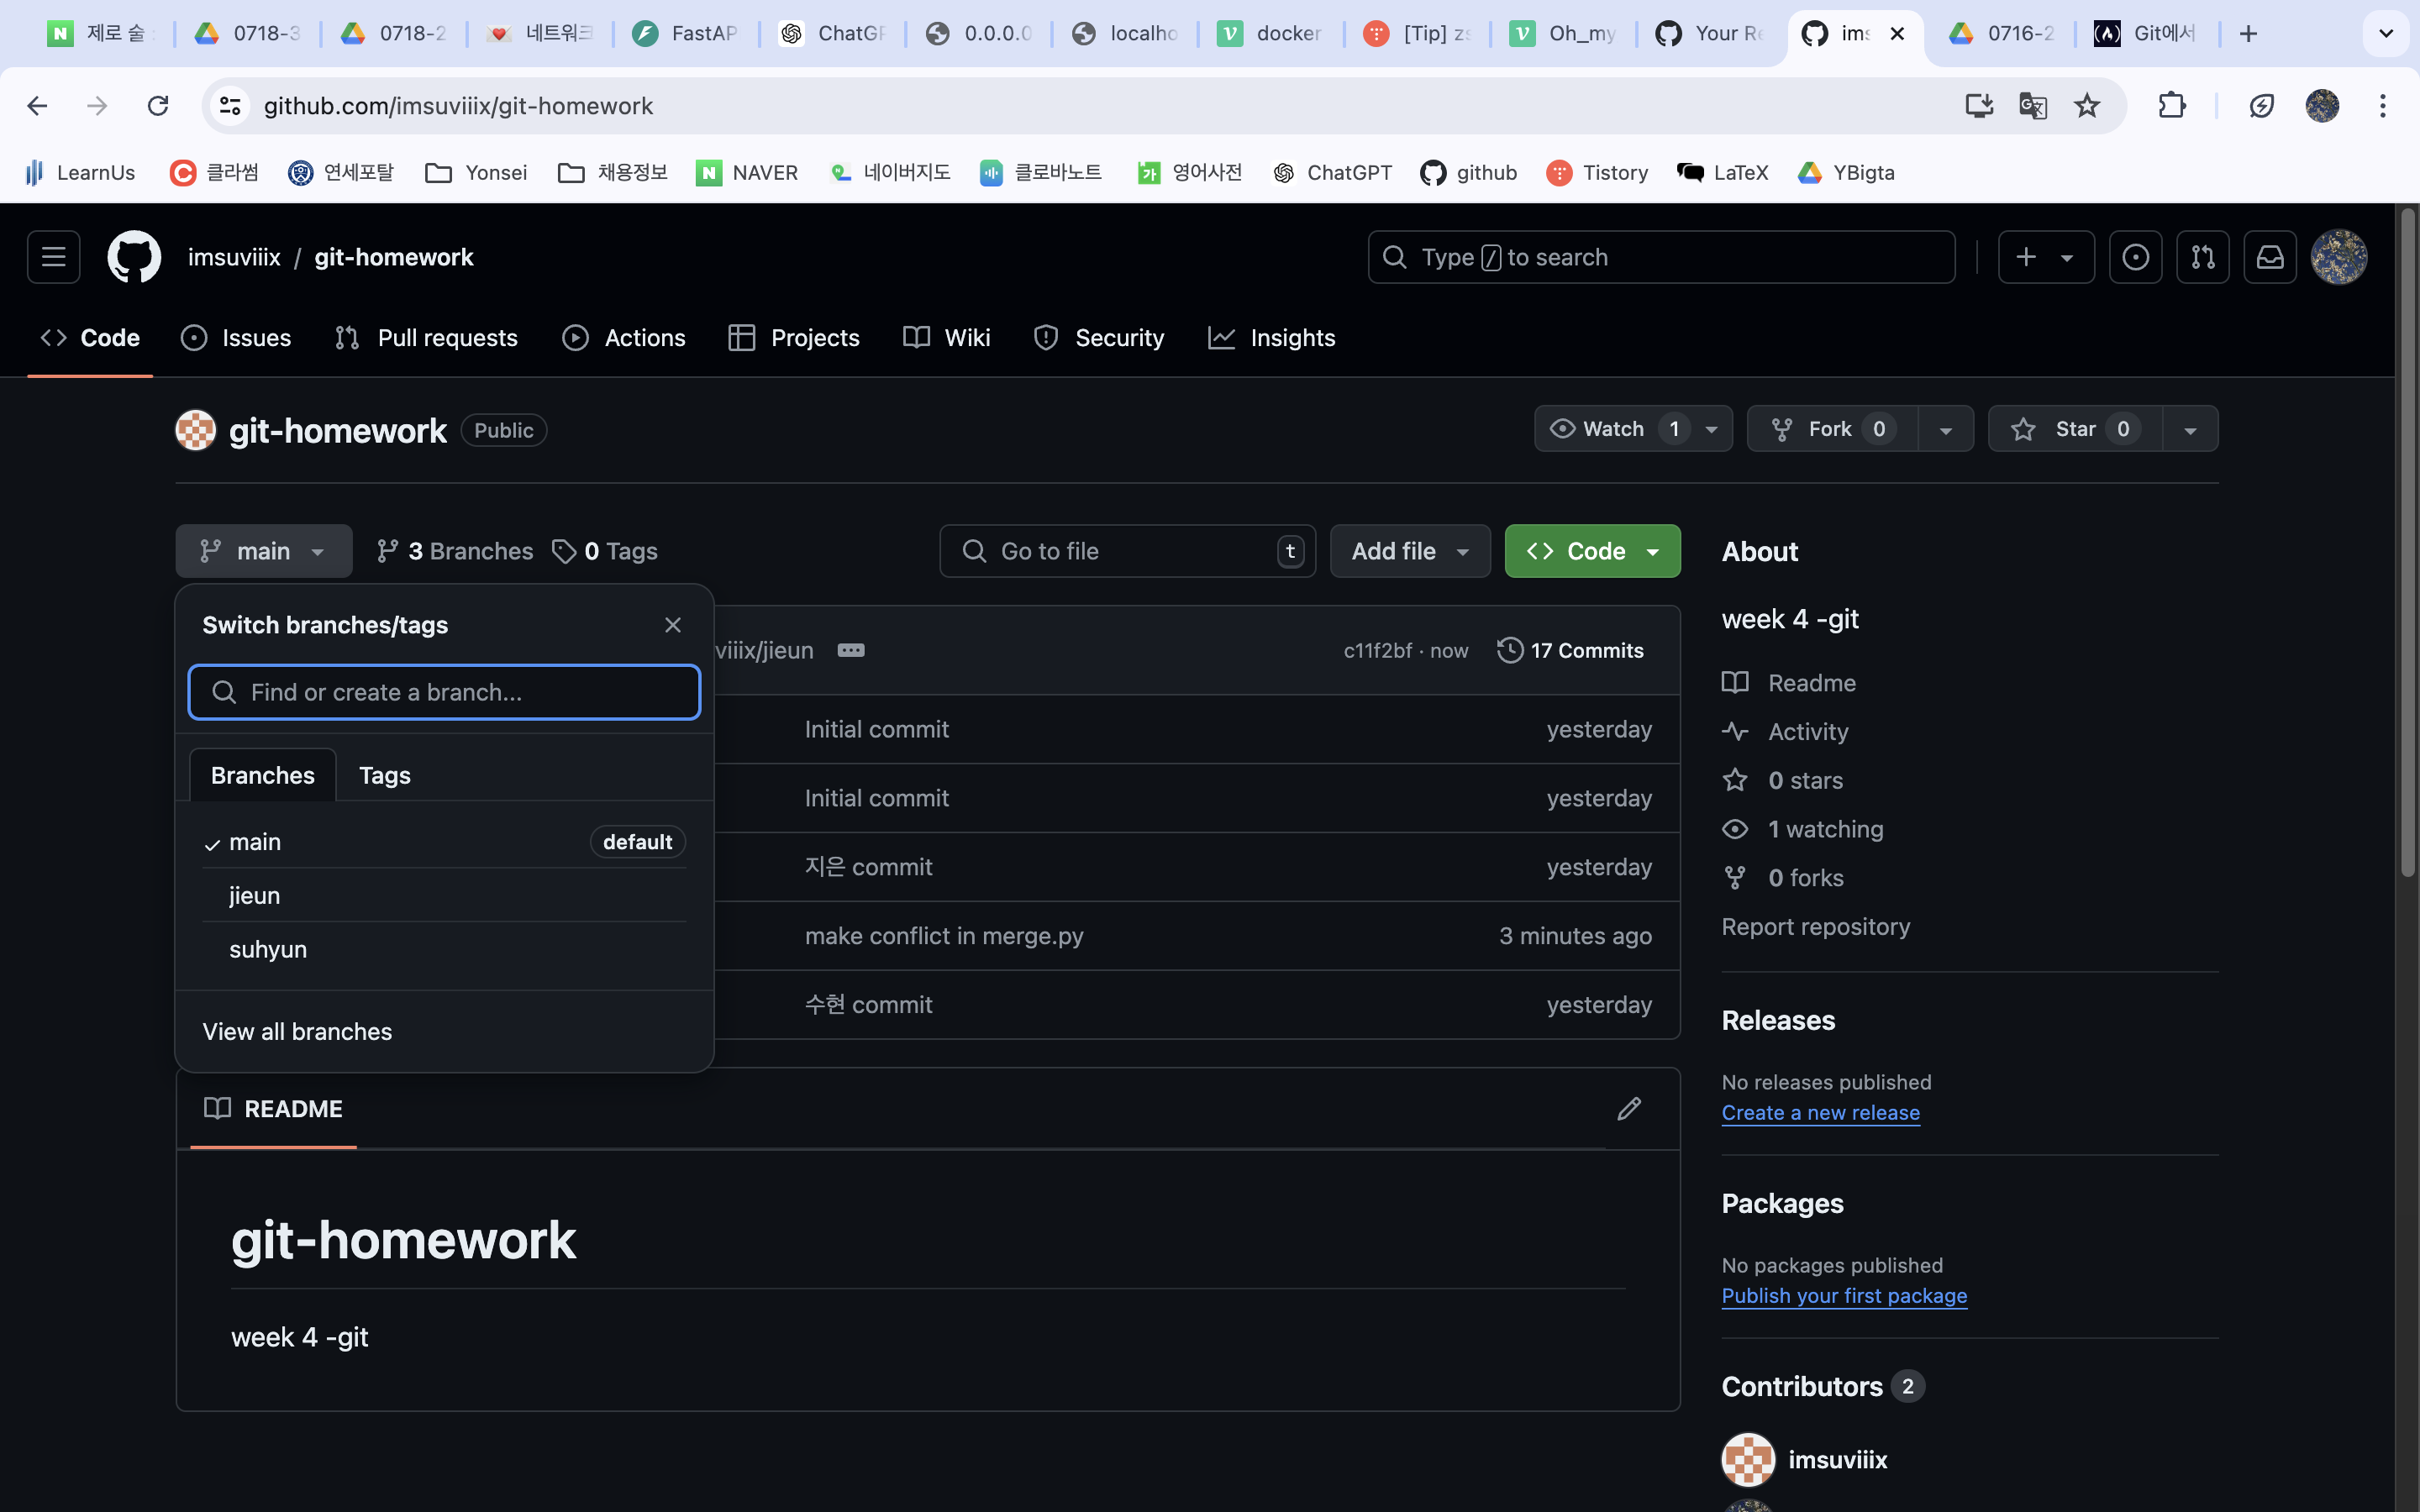 제로 술
0718-3
0718-2
네트워크
FastAP
ChatGP
0.0.0.0
localho
docker
[Tip] zs
Oh_my
Your Re
ims
0716-2
Git에서
github.com/imsuviiix/git-homework
LearnUs
클라썸
연세포탈
Yonsei
채용정보
NAVER
네이버지도
클로바노트
영어사전
ChatGPT
github
Tistory
LaTeX
YBigta
imsuviiix / git-homework
Type / to search
Code
Issues
Pull requests
Actions
Projects
Wiki
Security
Insights
git-homework Public
Watch 1
Fork 0
Star 0
main
3 Branches
0 Tags
Go to file t
Add file
Code
Switch branches/tags
Find or create a branch...
Branches Tags
main default
jieun
suhyun
View all branches
viiix/jieun
c11f2bf · now
17 Commits
Initial commit yesterday
Initial commit yesterday
지은 commit yesterday
make conflict in merge.py 3 minutes ago
수현 commit yesterday
README
git-homework
week 4 -git
About
week 4 -git
Readme
Activity
0 stars
1 watching
0 forks
Report repository
Releases
No releases published
Create a new release
Packages
No packages published
Publish your first package
Contributors 2
imsuviiix